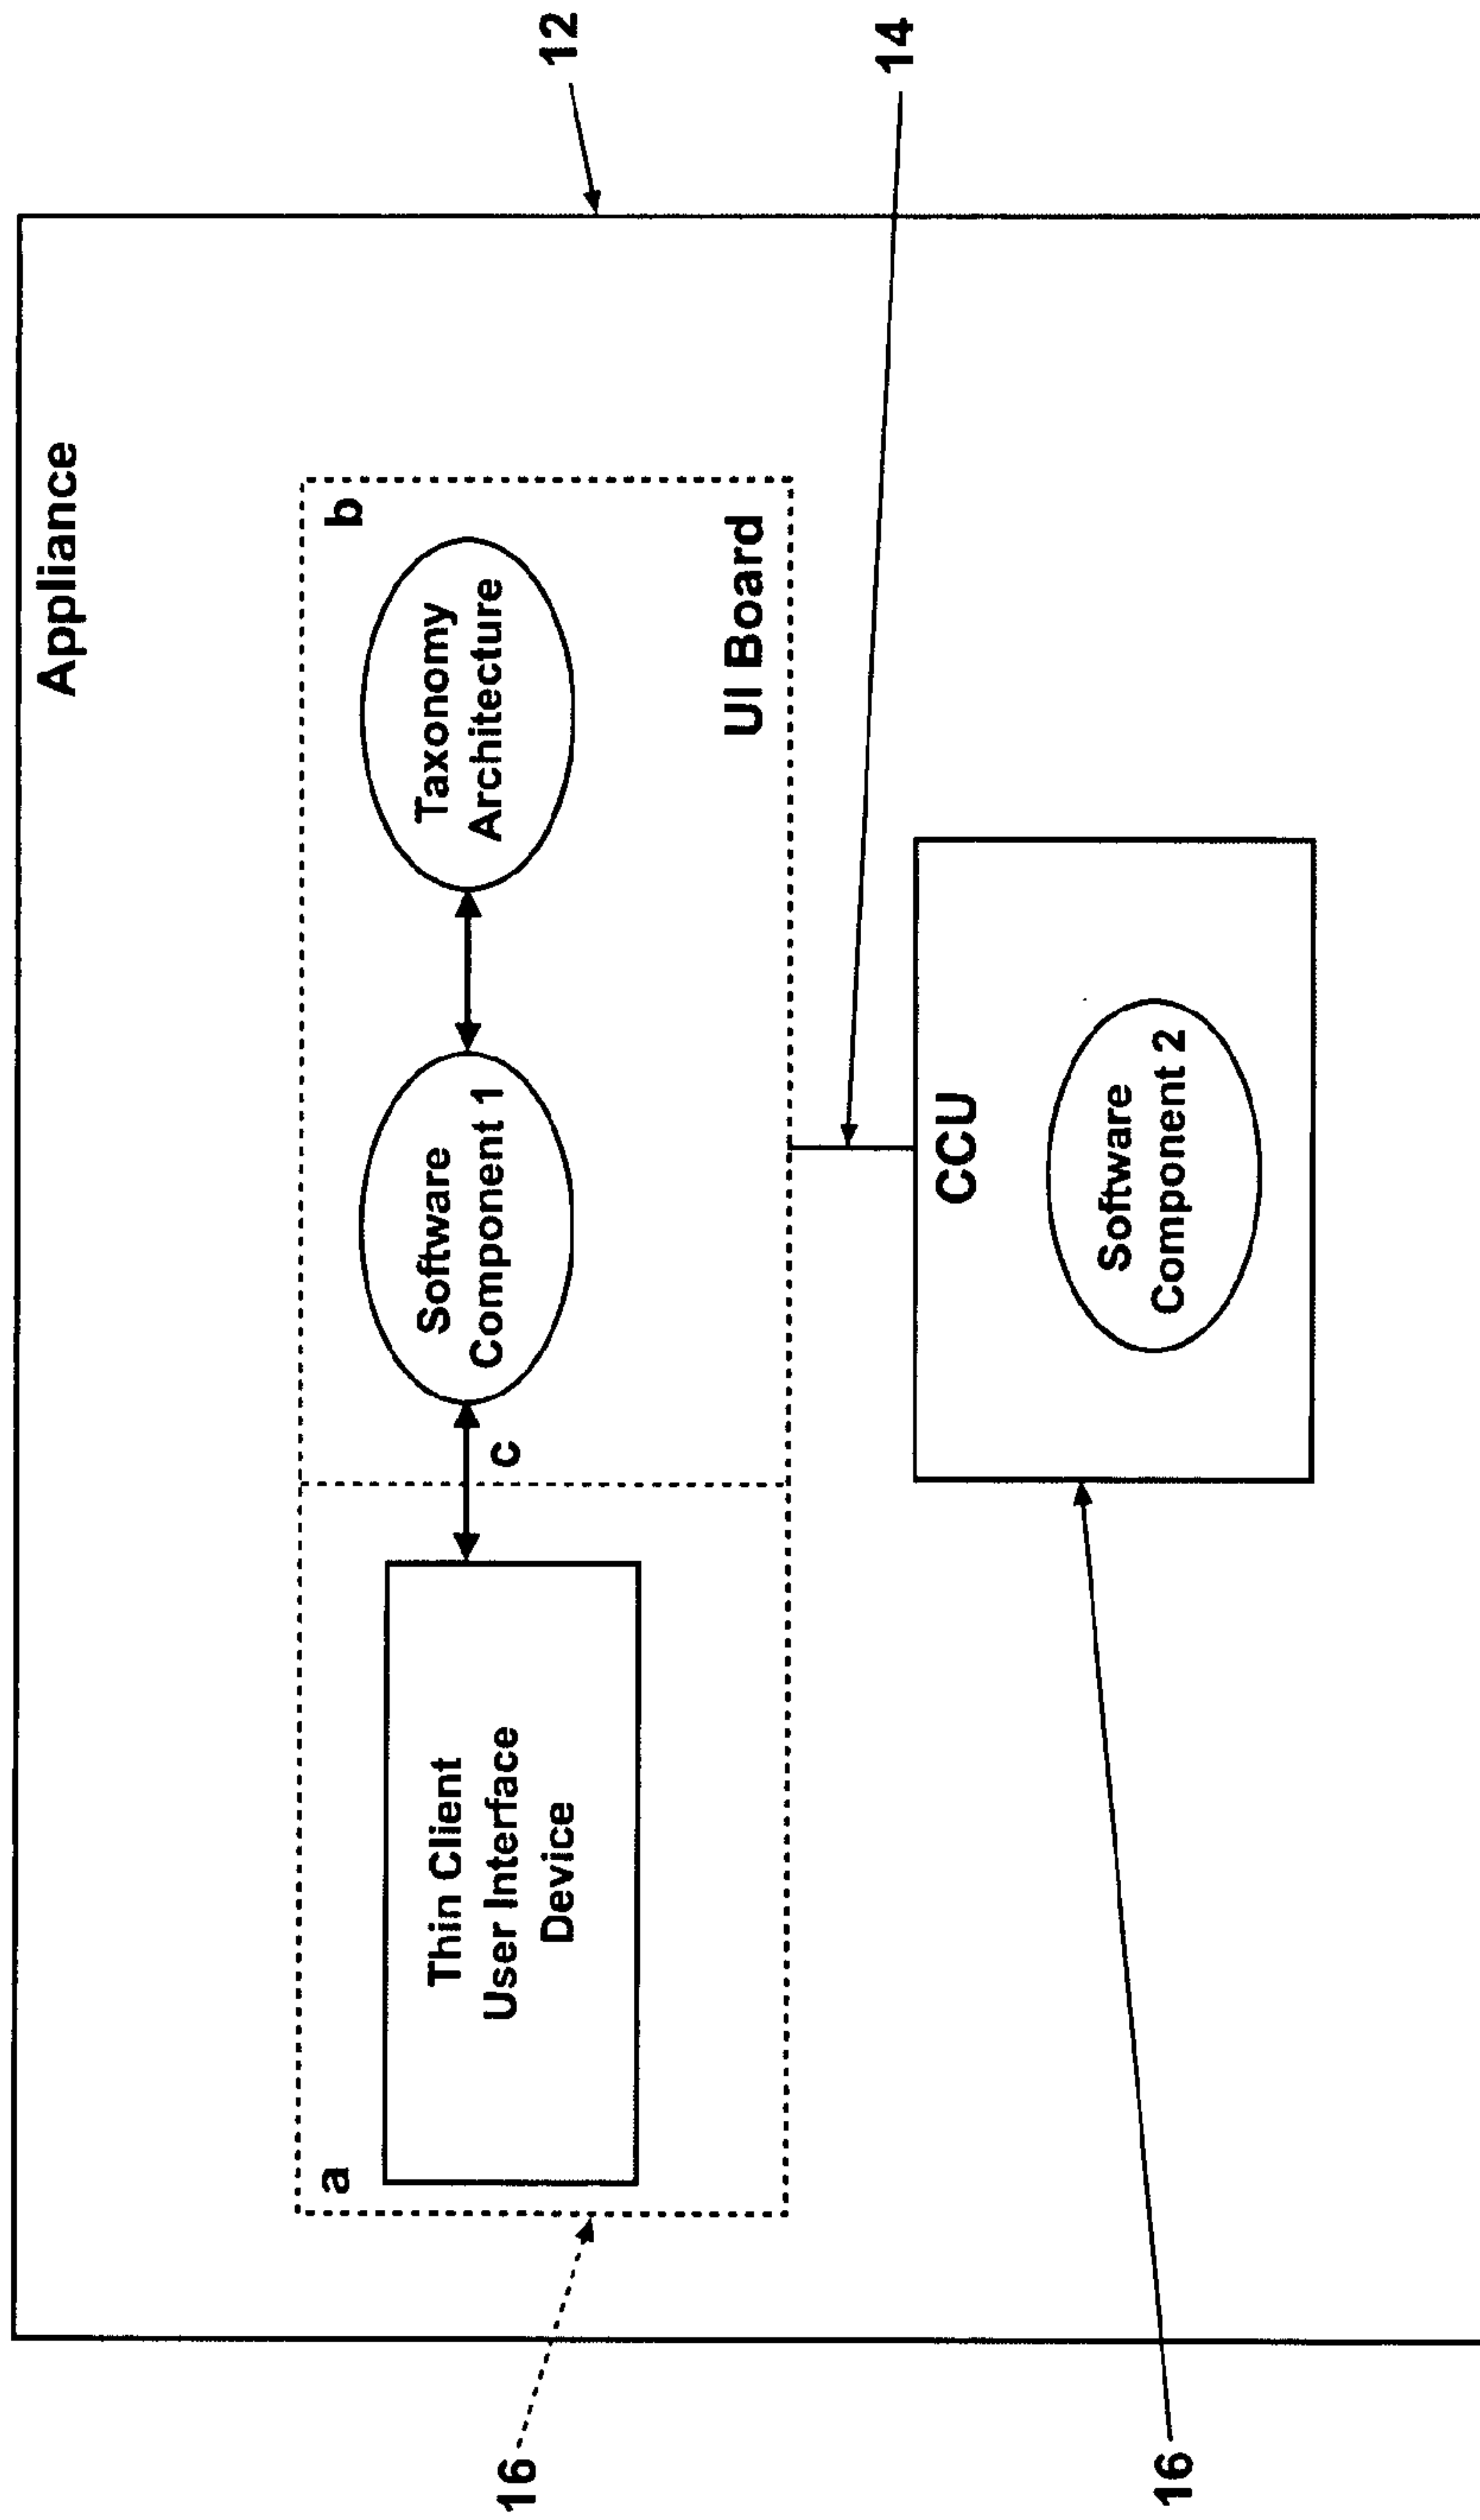 Appliance
a
b
Thin Client
User Interface
Device
c
Software
Component 1
Taxonomy
Architecture
UI Board
CCU
Software
Component 2
12
14
16
16